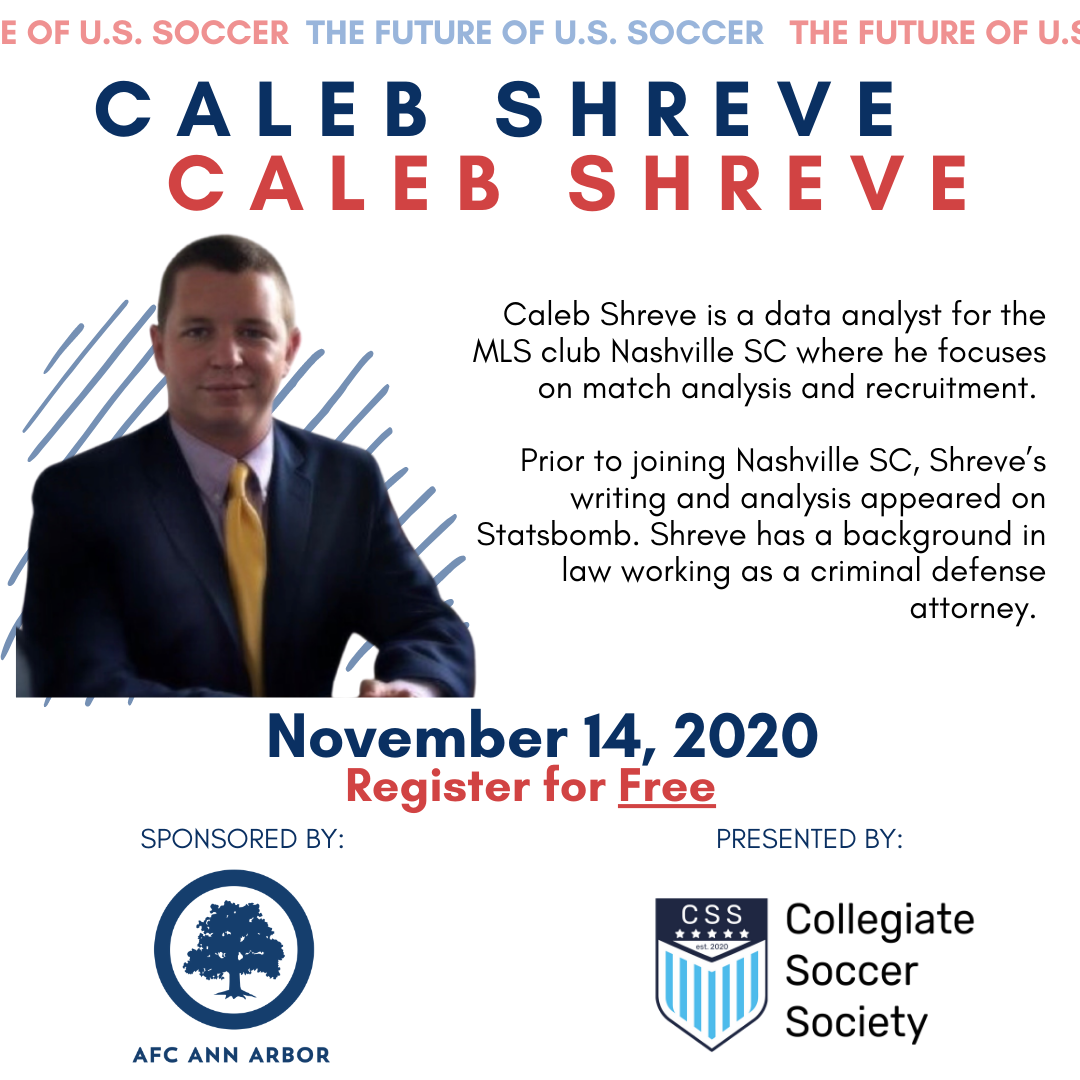 E OF U.S. SOCCER THE FUTURE OF U.S. SOCCER THE FUTURE OF U.S
CALEB SHREVE
CALEB SHREVE
Caleb Shreve is a data analyst for the
MLS club Nashville SC where he focuses
on match analysis and recruitment.
Prior to joining Nashville SC, Shreve’s
writing and analysis appeared on
Statsbomb. Shreve has a background in
law working as a criminal defense
attorney.
November 14, 2020
Register for Free
SPONSORED BY:
AFC ANN ARBOR
PRESENTED BY:
CSS
est. 2020
Collegiate
Soccer
Society